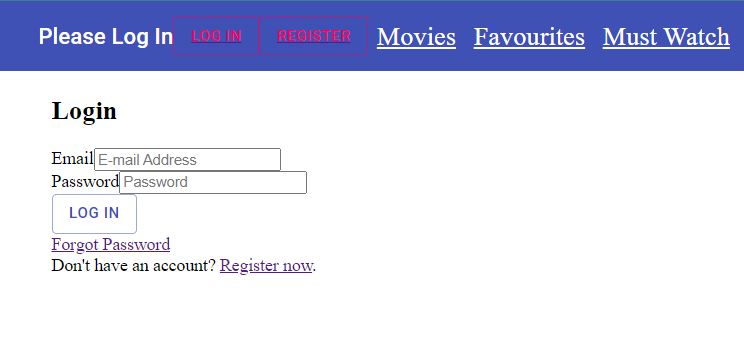 Please Log In LOG IN REGISTER Movies Favourites Must Watch
Login
Email E-mail Address
Password Password
LOG IN
Forgot Password
Don't have an account? Register now.